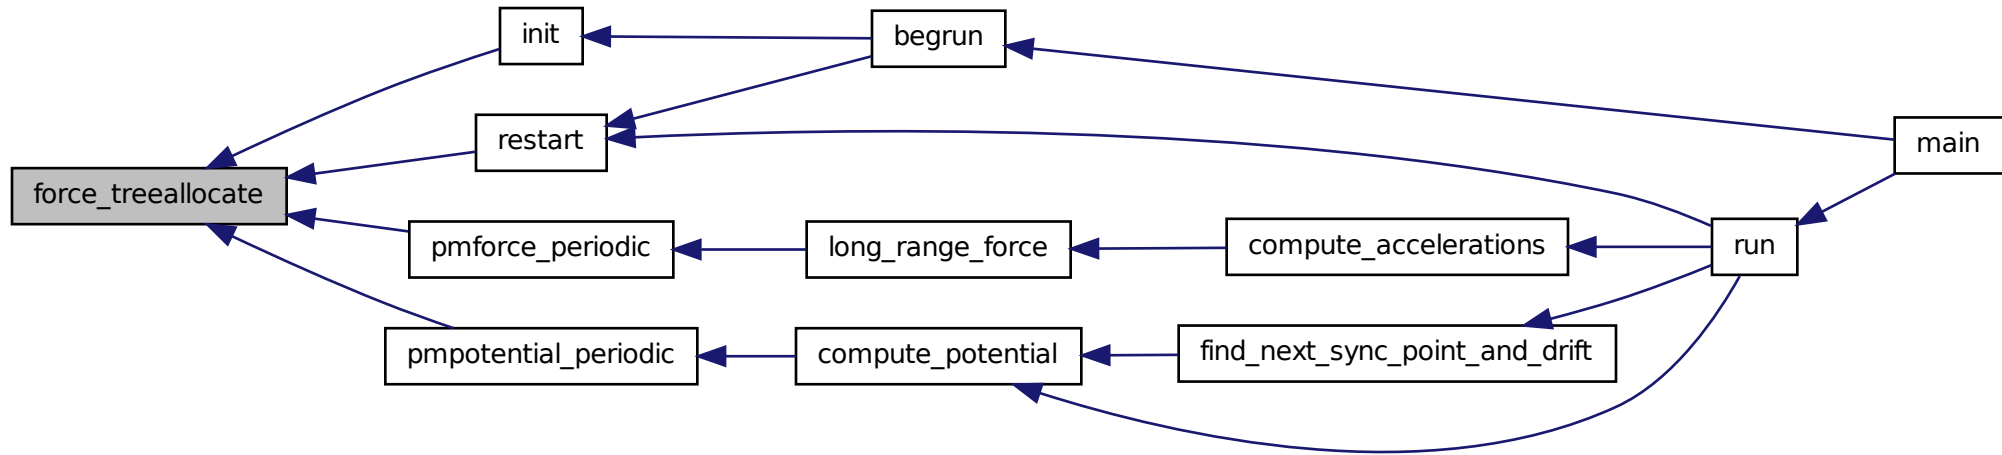 init
begrun
restart
main
force_treeallocate
pmforce_periodic
long_range_force
compute_accelerations
run
pmpotential_periodic
compute_potential
find_next_sync_point_and_drift